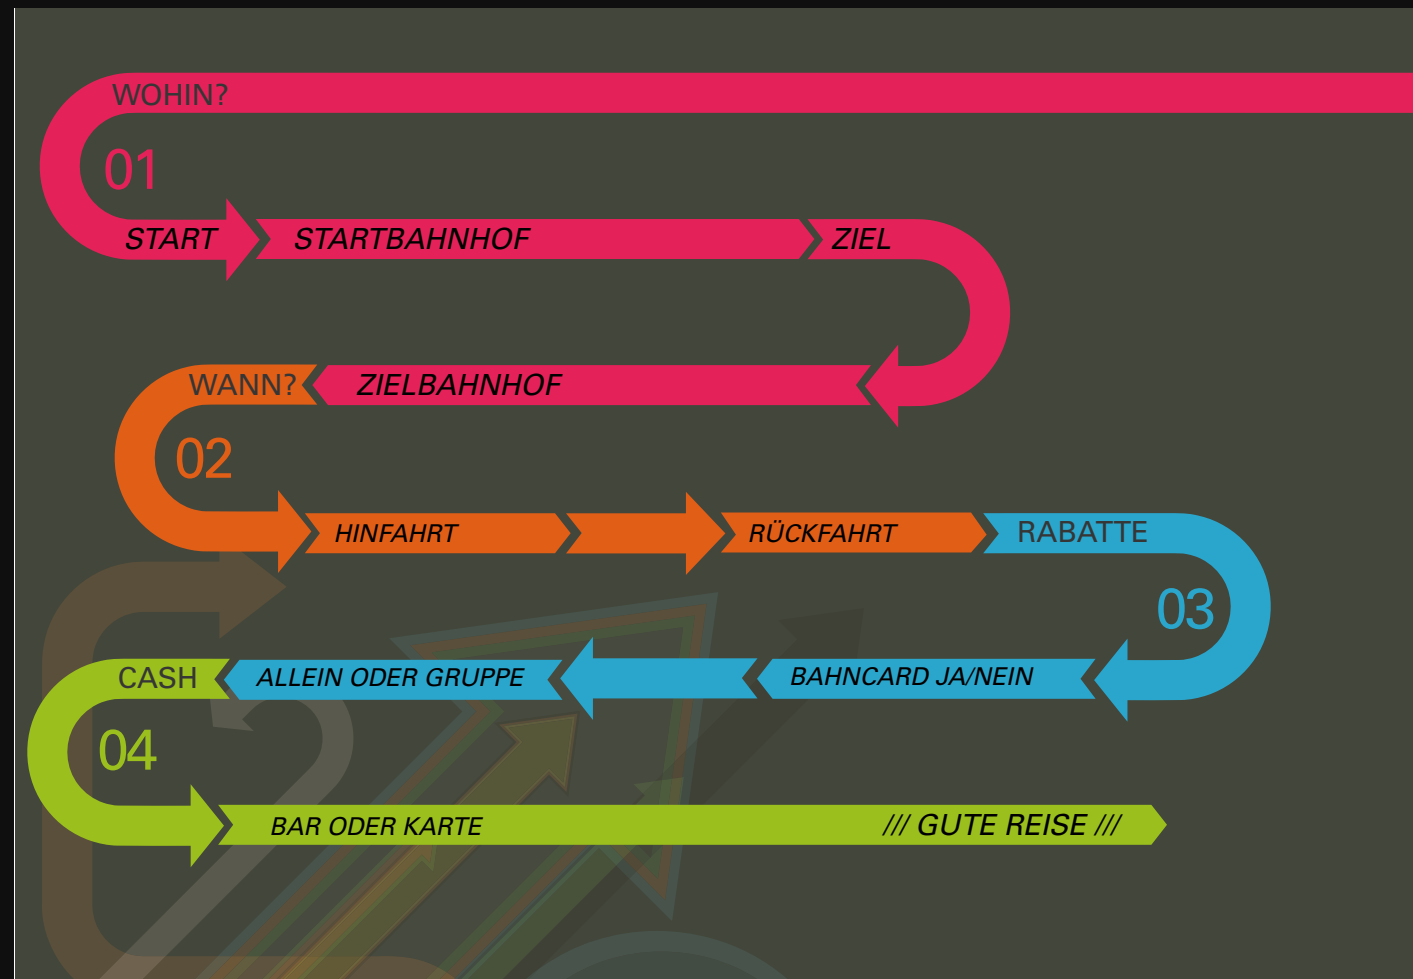 WOHIN?
01
START
STARTBAHNHOF
ZIEL
ZIELBAHNHOF
WANN?
02
HINFAHRT
RÜCKFAHRT
RABATTE
03
BAHNCARD JA/NEIN
ALLEIN ODER GRUPPE
CASH
04
BAR ODER KARTE
/// GUTE REISE ///